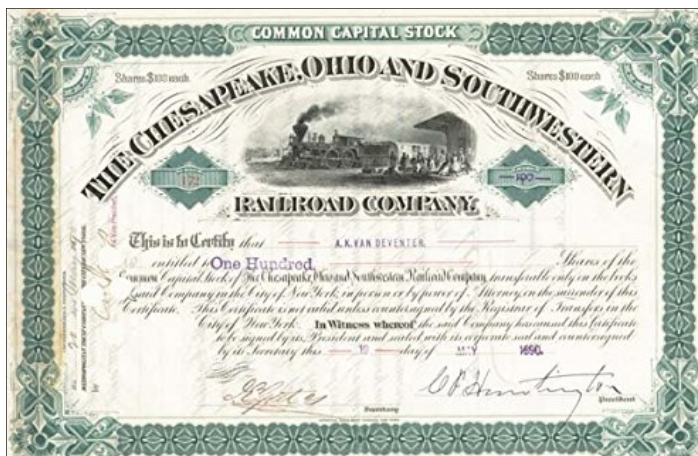 COMMON CAPITAL STOCK
Shares $100 each
Shares $100 each
THE CHESAPEAKE, OHIO AND SOUTHWESTERN
100
RAILROAD COMPANY,
This is to Certify that A.K. VAN DEVENTER.
is entitled to One Hundred Shares of the
Common Capital Stock of The Chesapeake, Ohio and Southwestern Railroad Company, transferable only on the books
of said Company in the City of New York, in person or by power of Attorney, on the surrender of this
Certificate. This Certificate is not valid unless countersigned by the Registrar of Transfers in the
City of New York. In Witness whereof the said Company has caused this Certificate
to be signed by its President and sealed with its corporate seal and countersigned
by its Secretary this 10 day of MAY 1890.
C P Huntington
Secretary
President